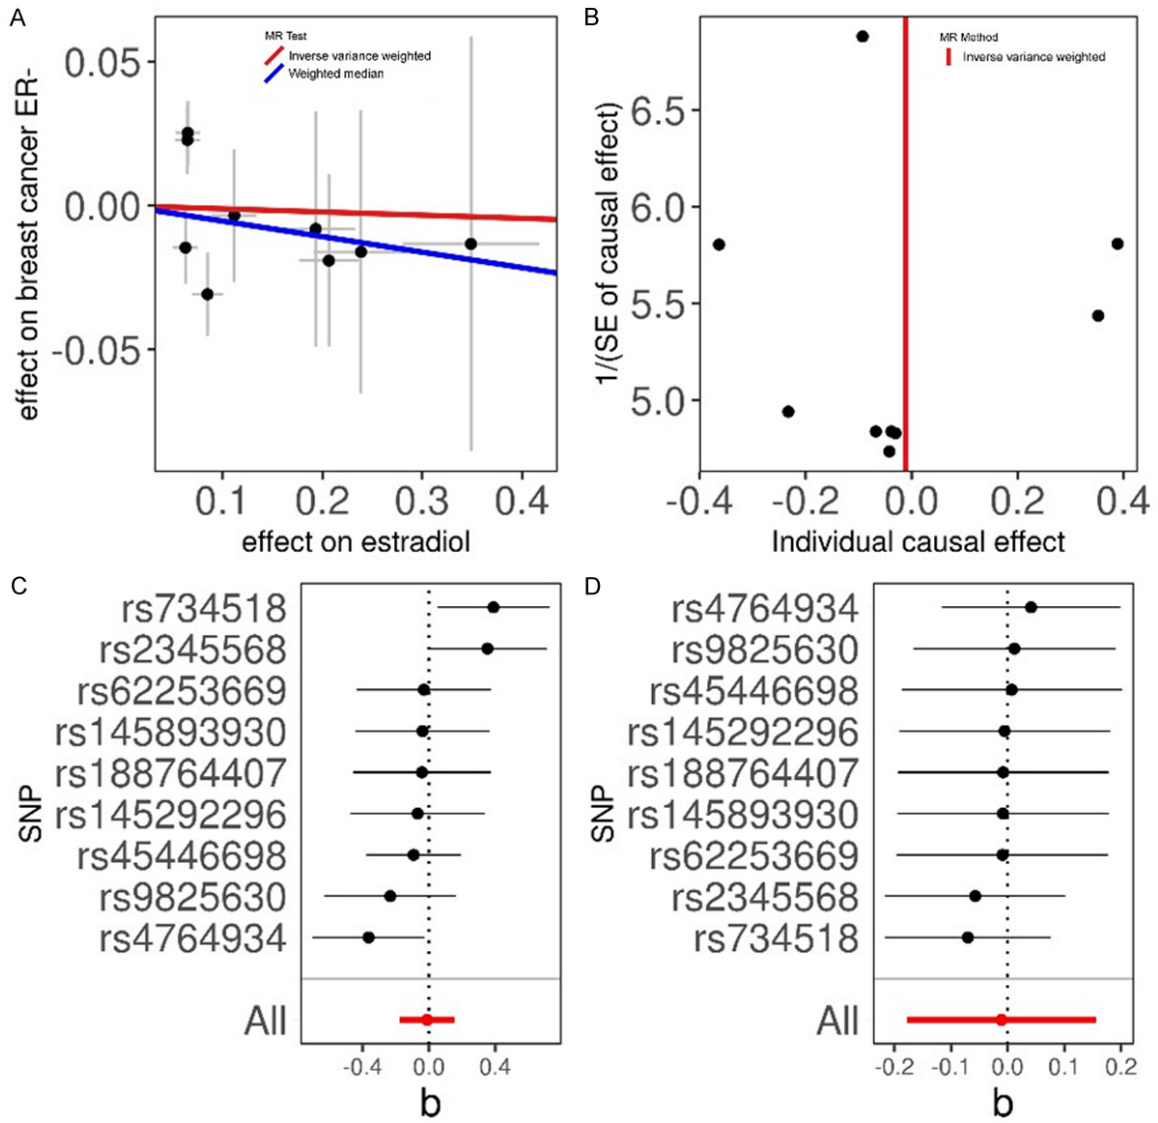 A
MR Test
Inverse variance weighted
Weighted median
effect on breast cancer ER-
0.05
0.00
-0.05
0.1 0.2 0.3 0.4
effect on estradiol
B
MR Method
Inverse variance weighted
1/(SE of causal effect)
6.5
6.0
5.5
5.0
-0.4 -0.2 0.0 0.2 0.4
Individual causal effect
C
SNP
rs734518
rs2345568
rs62253669
rs145893930
rs188764407
rs145292296
rs45446698
rs9825630
rs4764934
All
-0.4 0.0 0.4
b
D
SNP
rs4764934
rs9825630
rs45446698
rs145292296
rs188764407
rs145893930
rs62253669
rs2345568
rs734518
All
-0.2 -0.1 0.0 0.1 0.2
b